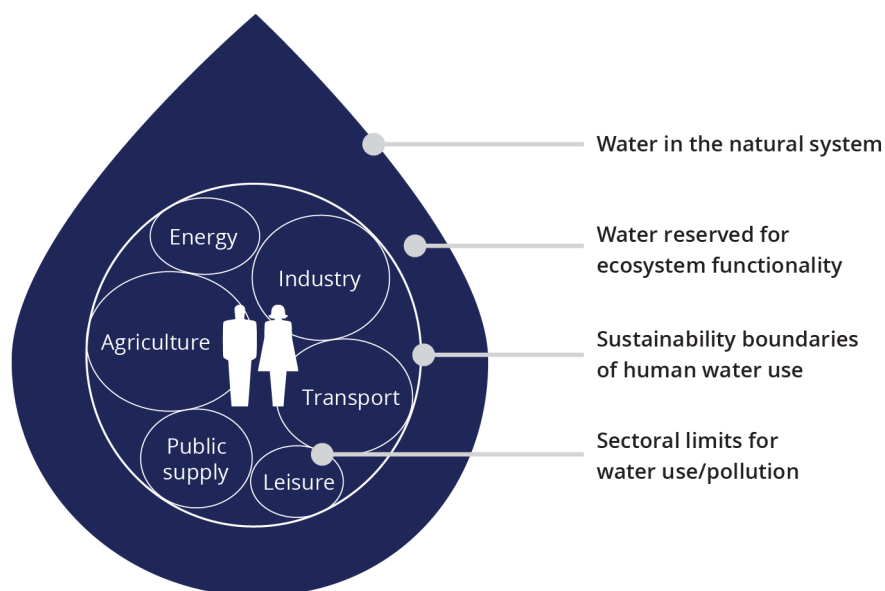 Water in the natural system
Water reserved for
ecosystem functionality
Energy
Industry
Agriculture
Sustainability boundaries
of human water use
Transport
Public
supply
Leisure
Sectoral limits for
water use/pollution